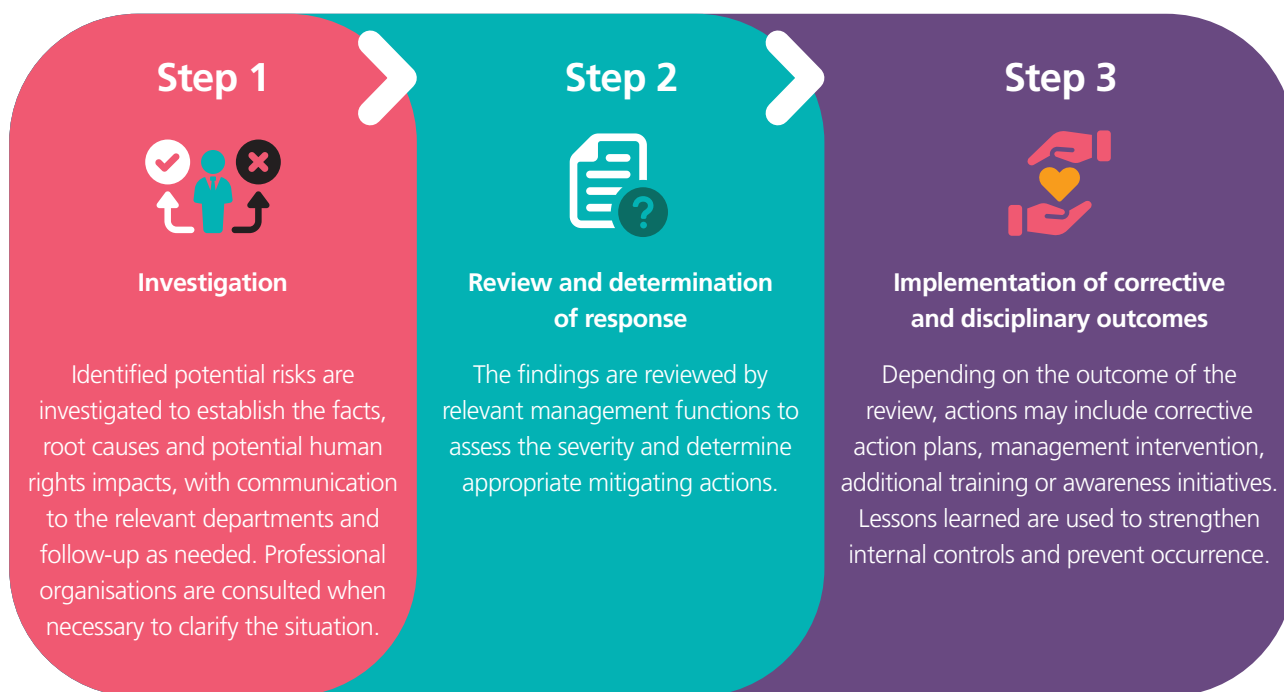 Step 1
Investigation
Identified potential risks are
investigated to establish the facts,
root causes and potential human
rights impacts, with communication
to the relevant departments and
follow-up as needed. Professional
organisations are consulted when
necessary to clarify the situation.
Step 2
?
Review and determination
of response
The findings are reviewed by
relevant management functions to
assess the severity and determine
appropriate mitigating actions.
Step 3
Implementation of corrective
and disciplinary outcomes
Depending on the outcome of the
review, actions may include corrective
action plans, management intervention,
additional training or awareness initiatives.
Lessons learned are used to strengthen
internal controls and prevent occurrence.